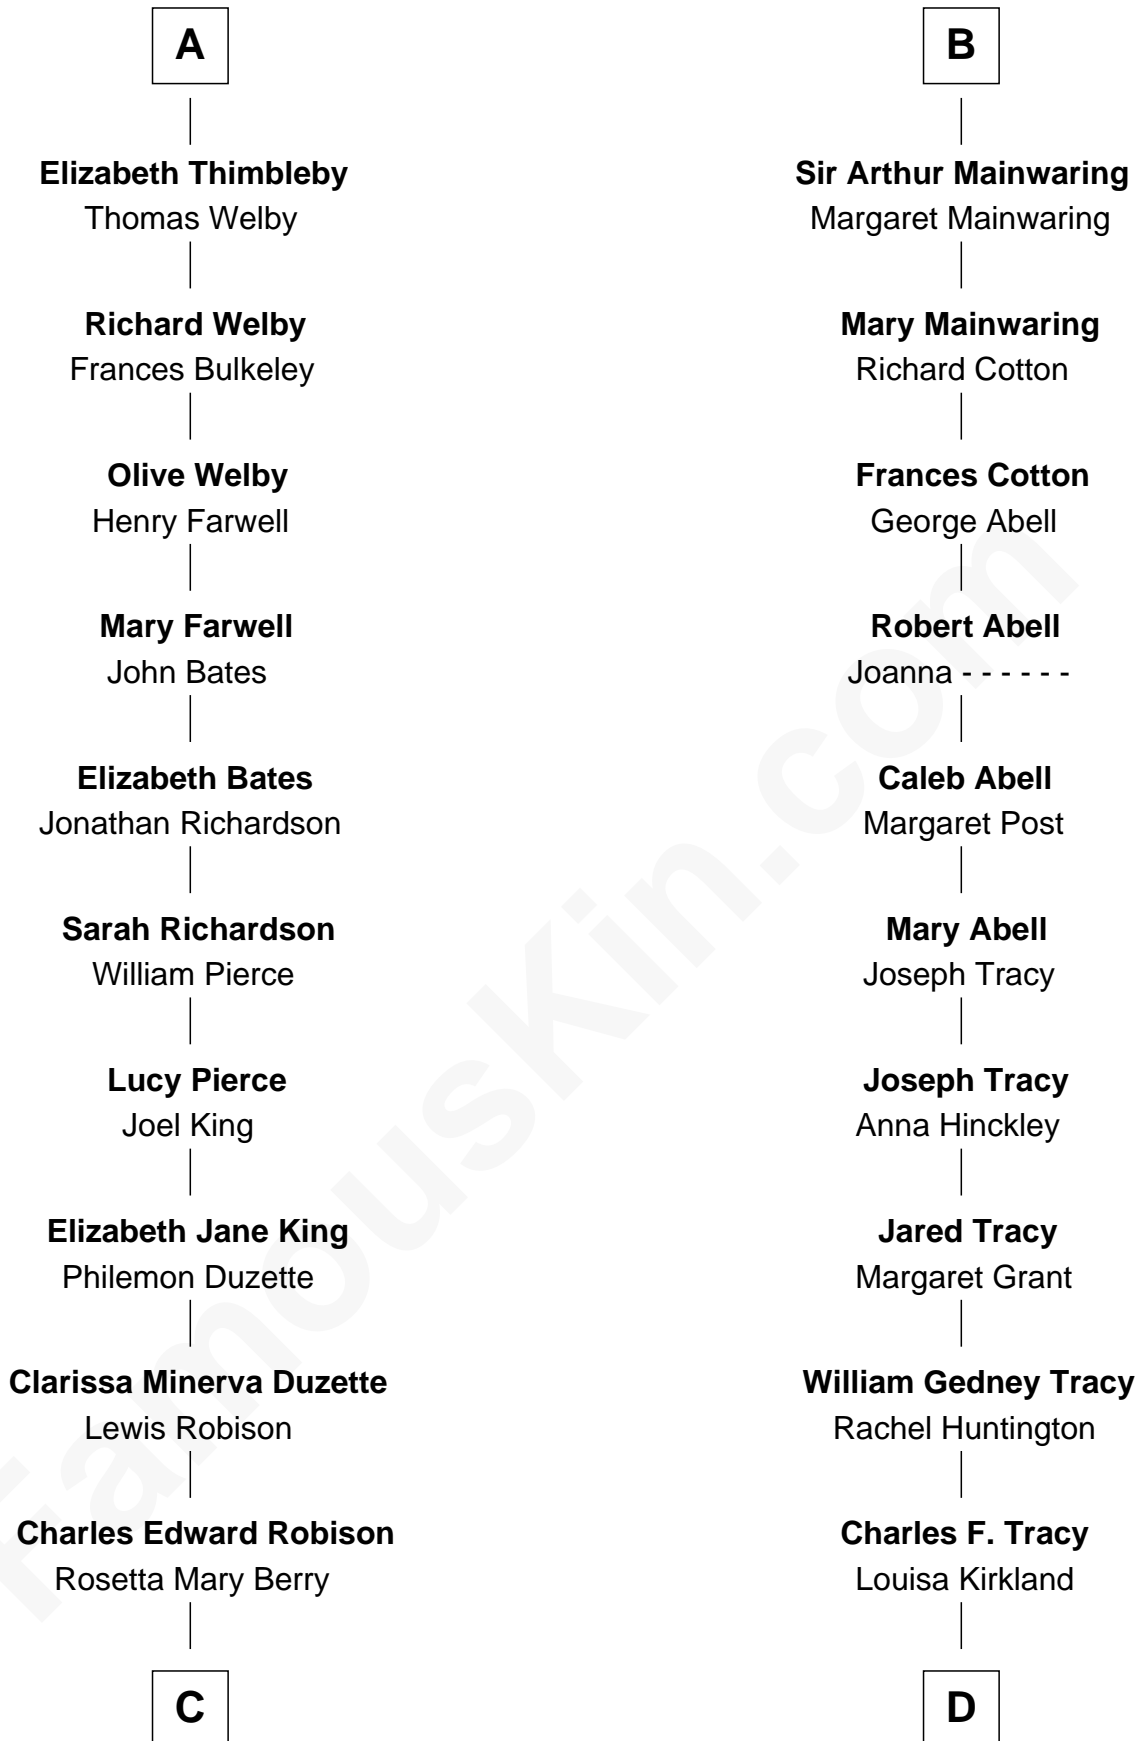 A
Elizabeth Thimbleby
Thomas Welby
Richard Welby
Frances Bulkeley
Olive Welby
Henry Farwell
Mary Farwell
John Bates
Elizabeth Bates
Jonathan Richardson
Sarah Richardson
William Pierce
Lucy Pierce
Joel King
Elizabeth Jane King
Philemon Duzette
Clarissa Minerva Duzette
Lewis Robison
Charles Edward Robison
Rosetta Mary Berry
C
B
Sir Arthur Mainwaring
Margaret Mainwaring
Mary Mainwaring
Richard Cotton
Frances Cotton
George Abell
Robert Abell
Joanna - - - - - -
Caleb Abell
Margaret Post
Mary Abell
Joseph Tracy
Joseph Tracy
Anna Hinckley
Jared Tracy
Margaret Grant
William Gedney Tracy
Rachel Huntington
Charles F. Tracy
Louisa Kirkland
D
FamousKin.com